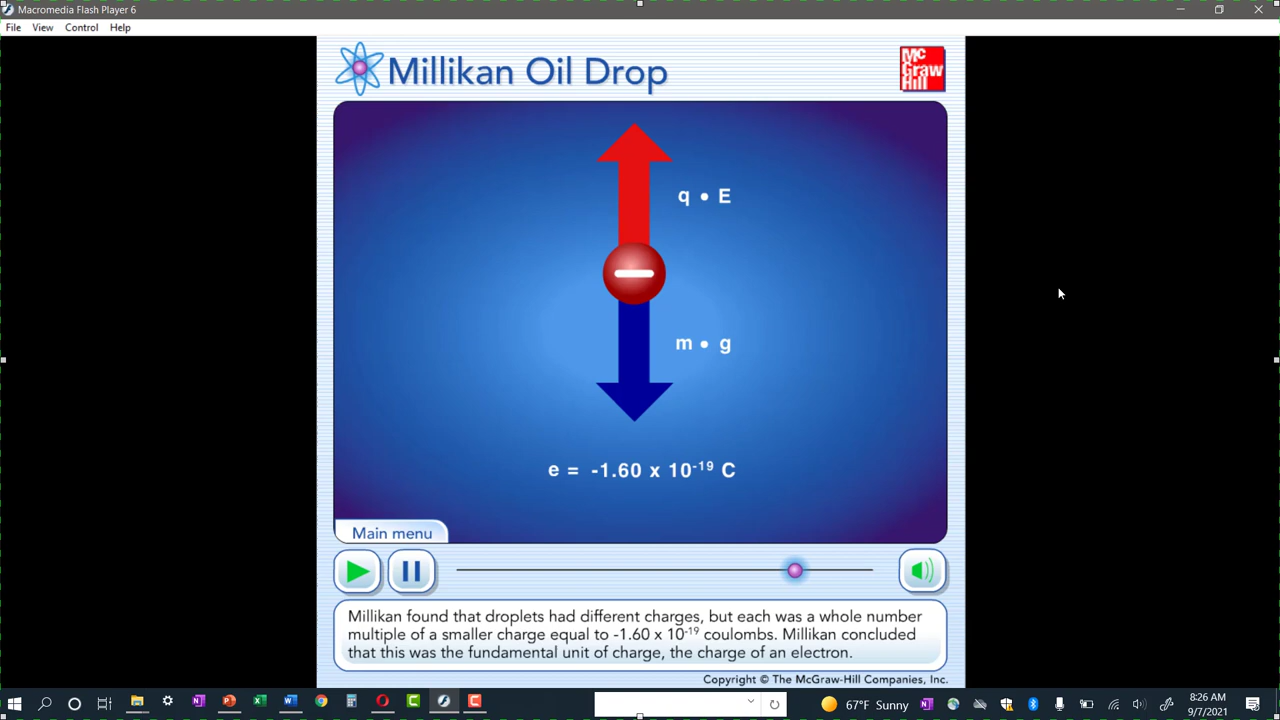 Macromedia Flash Player 6
File View Control Help
Millikan Oil Drop
Mc
Graw
Hill
q • E
m • g
e = -1.60 x 10⁻¹⁹ C
Main menu
Millikan found that droplets had different charges, but each was a whole number
multiple of a smaller charge equal to -1.60 x 10⁻¹⁹ coulombs. Millikan concluded
that this was the fundamental unit of charge, the charge of an electron.
Copyright © The McGraw-Hill Companies, Inc.
77°F Sunny
8:26 AM
9/7/2021